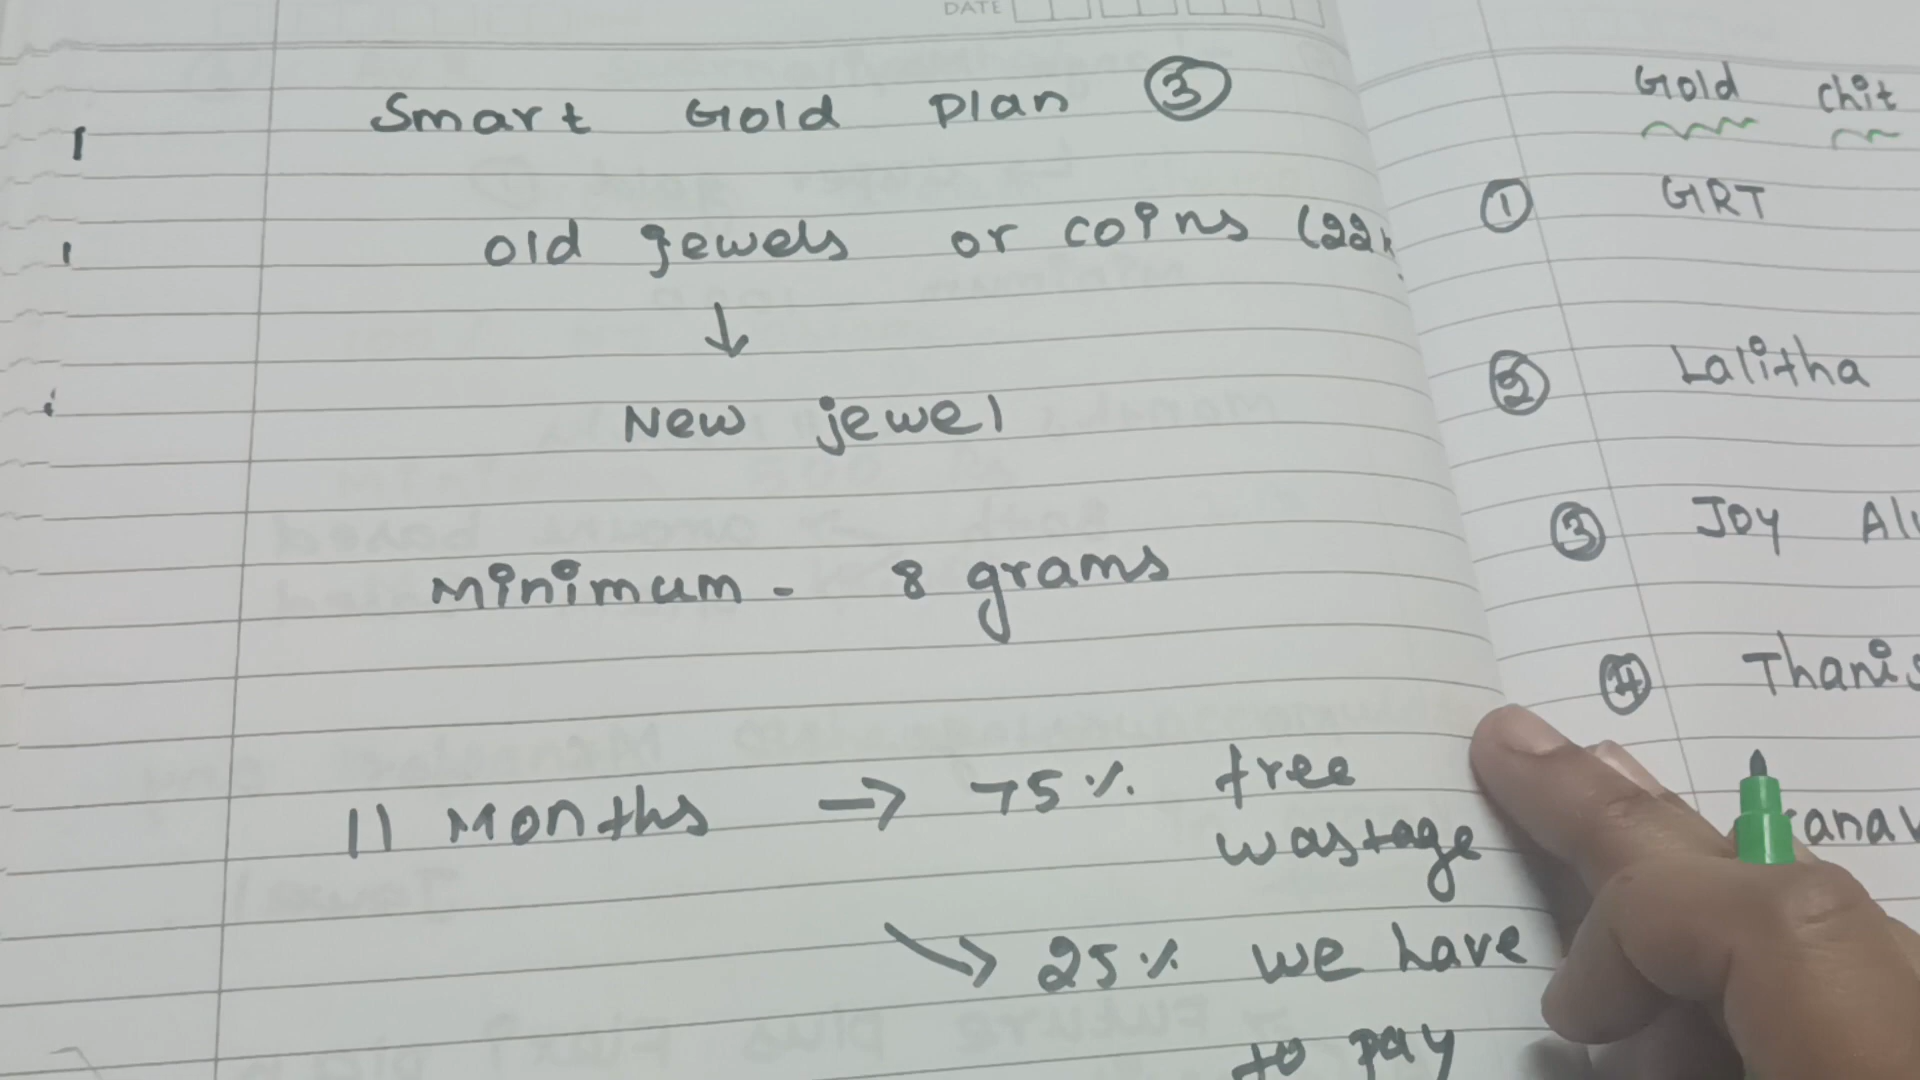 DATE
Smart Gold Plan ③
old jewels or coins (22k
↓
New jewel
Minimum - 8 grams
11 Months → 75% free
wastage
→ 25% we have
to pay
Gold chit
① GRT
② Lalitha
③ Joy
④